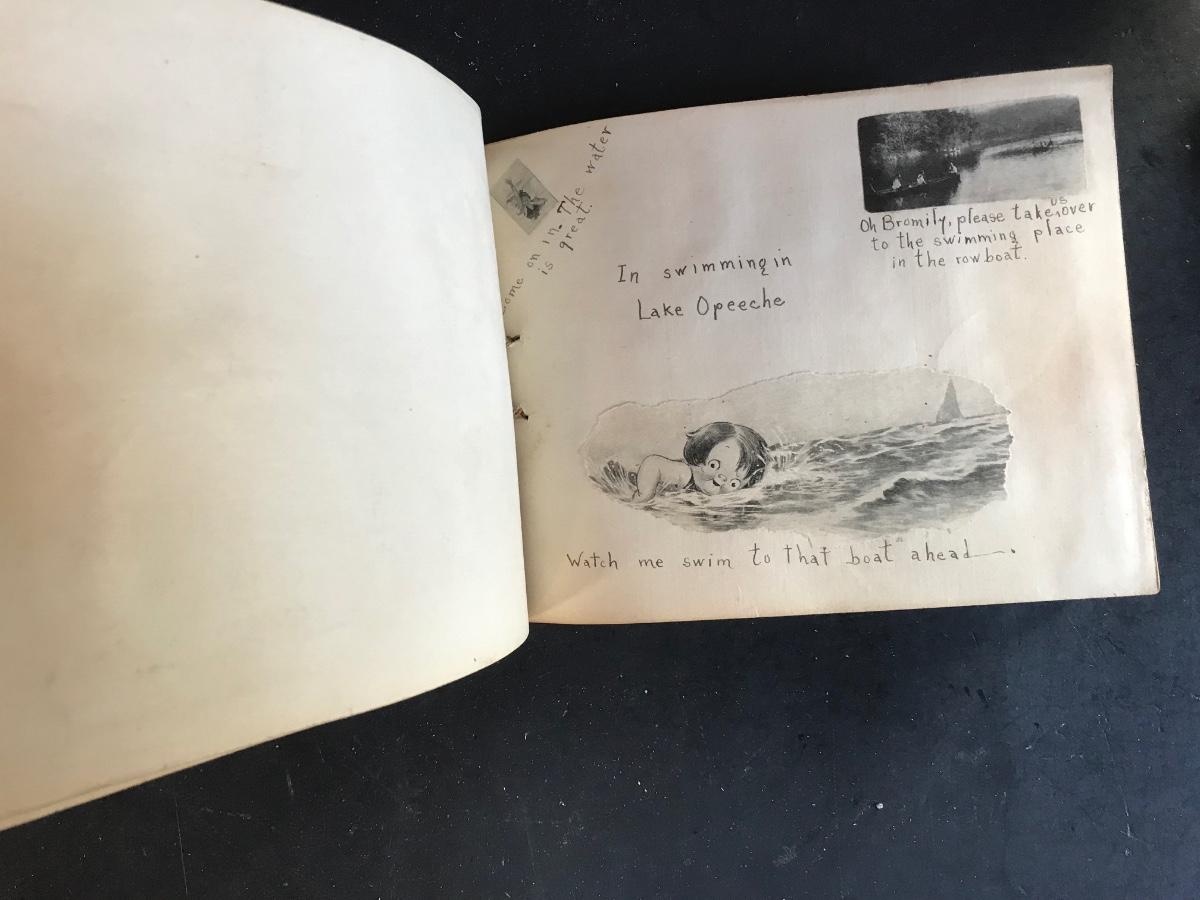 Come on in. The water
is great.
Oh Bromily, please take us over
to the swimming place
in the rowboat.
In swimming in
Lake Opeeche
Watch me swim to that boat ahead.